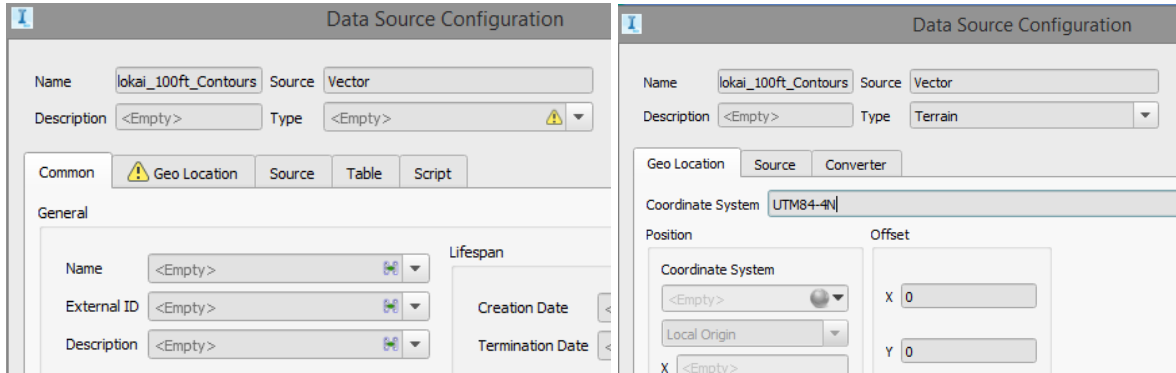 Data Source Configuration
Name lokai_100ft_Contours Source Vector
Description <Empty> Type <Empty>
Common Geo Location Source Table Script
General
Lifespan
Name <Empty>
External ID <Empty> Creation Date <
Description <Empty> Termination Date <
Data Source Configuration
Name lokai_100ft_Contours Source Vector
Description <Empty> Type Terrain
Geo Location Source Converter
Coordinate System UTM84-4N
Position Offset
Coordinate System
<Empty> X 0
Local Origin
Y 0
X <Empty>